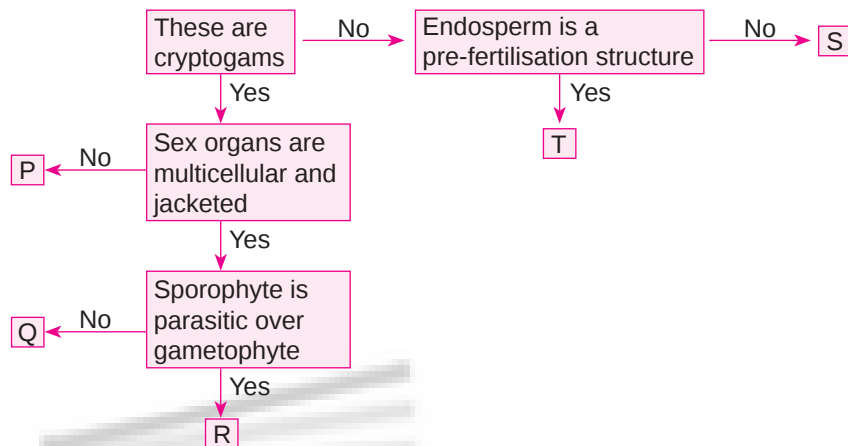 These are
cryptogams
No
Endosperm is a
pre-fertilisation structure
No
S
Yes
Yes
T
P
No
Sex organs are
multicellular and
jacketed
Yes
Q
No
Sporophyte is
parasitic over
gametophyte
Yes
R